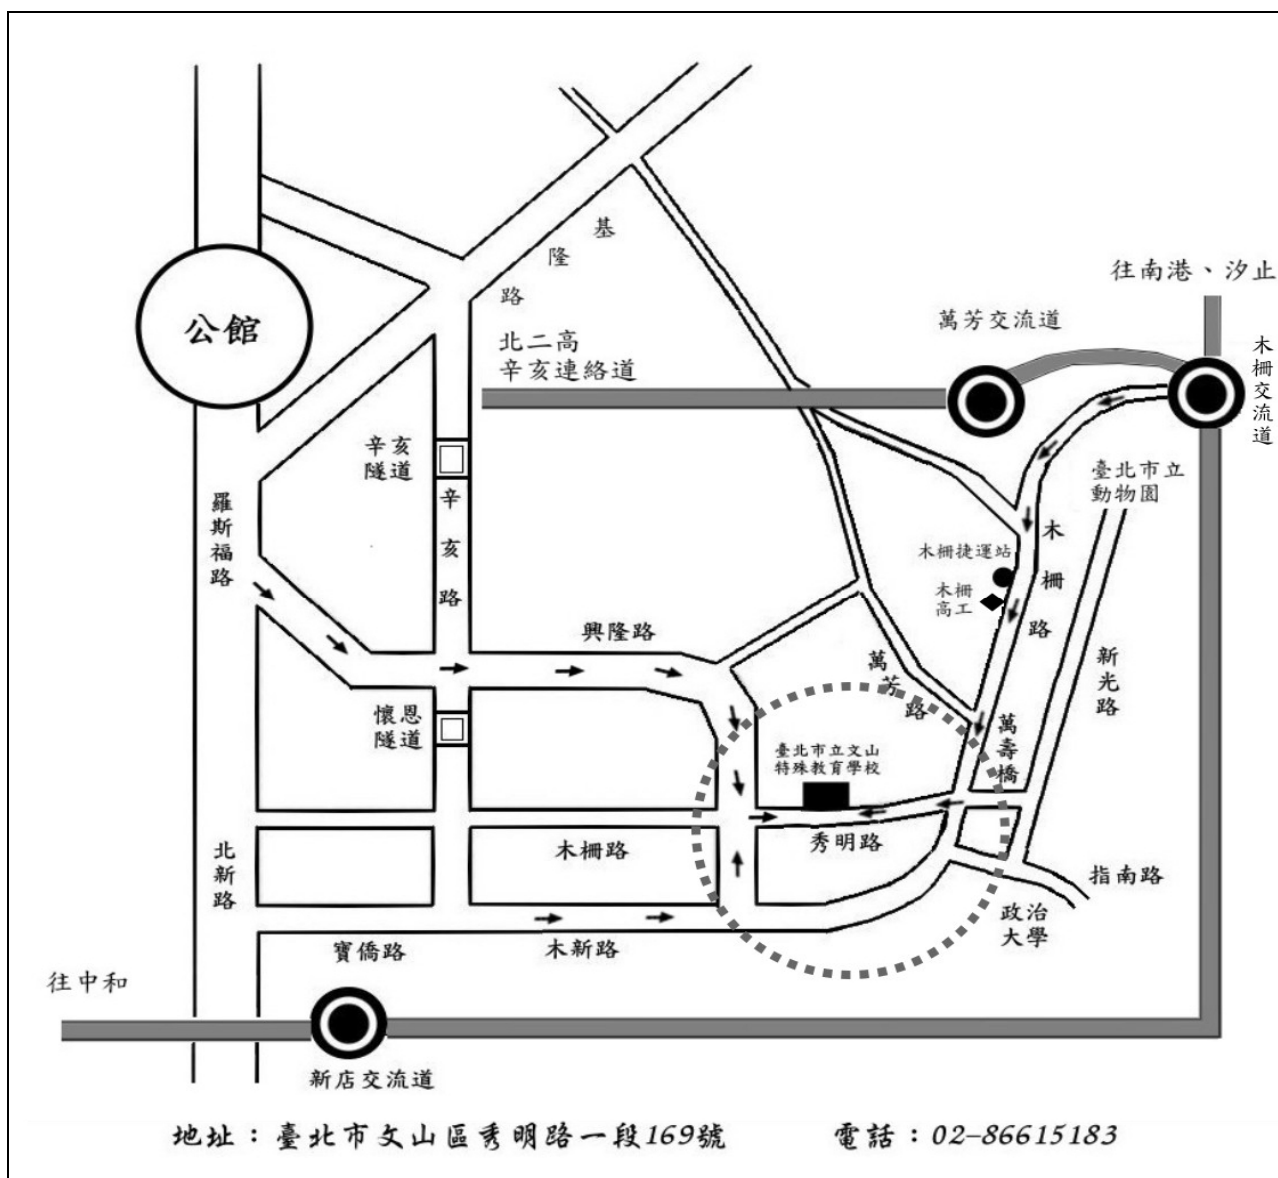 基隆路
往南港、汐止
萬芳交流道
木柵交流道
公館
北二高
辛亥連絡道
辛亥
隧道
辛亥路
臺北市立
動物園
羅斯福路
木柵路
木柵捷運站
木柵
高工
興隆路
萬芳路
新光路
懷恩
隧道
萬壽橋
臺北市立文山
特殊教育學校
秀明路
木柵路
北新路
指南路
政治
大學
寶僑路
木新路
往中和
新店交流道
地址：臺北市文山區秀明路一段169號
電話：02-86615183